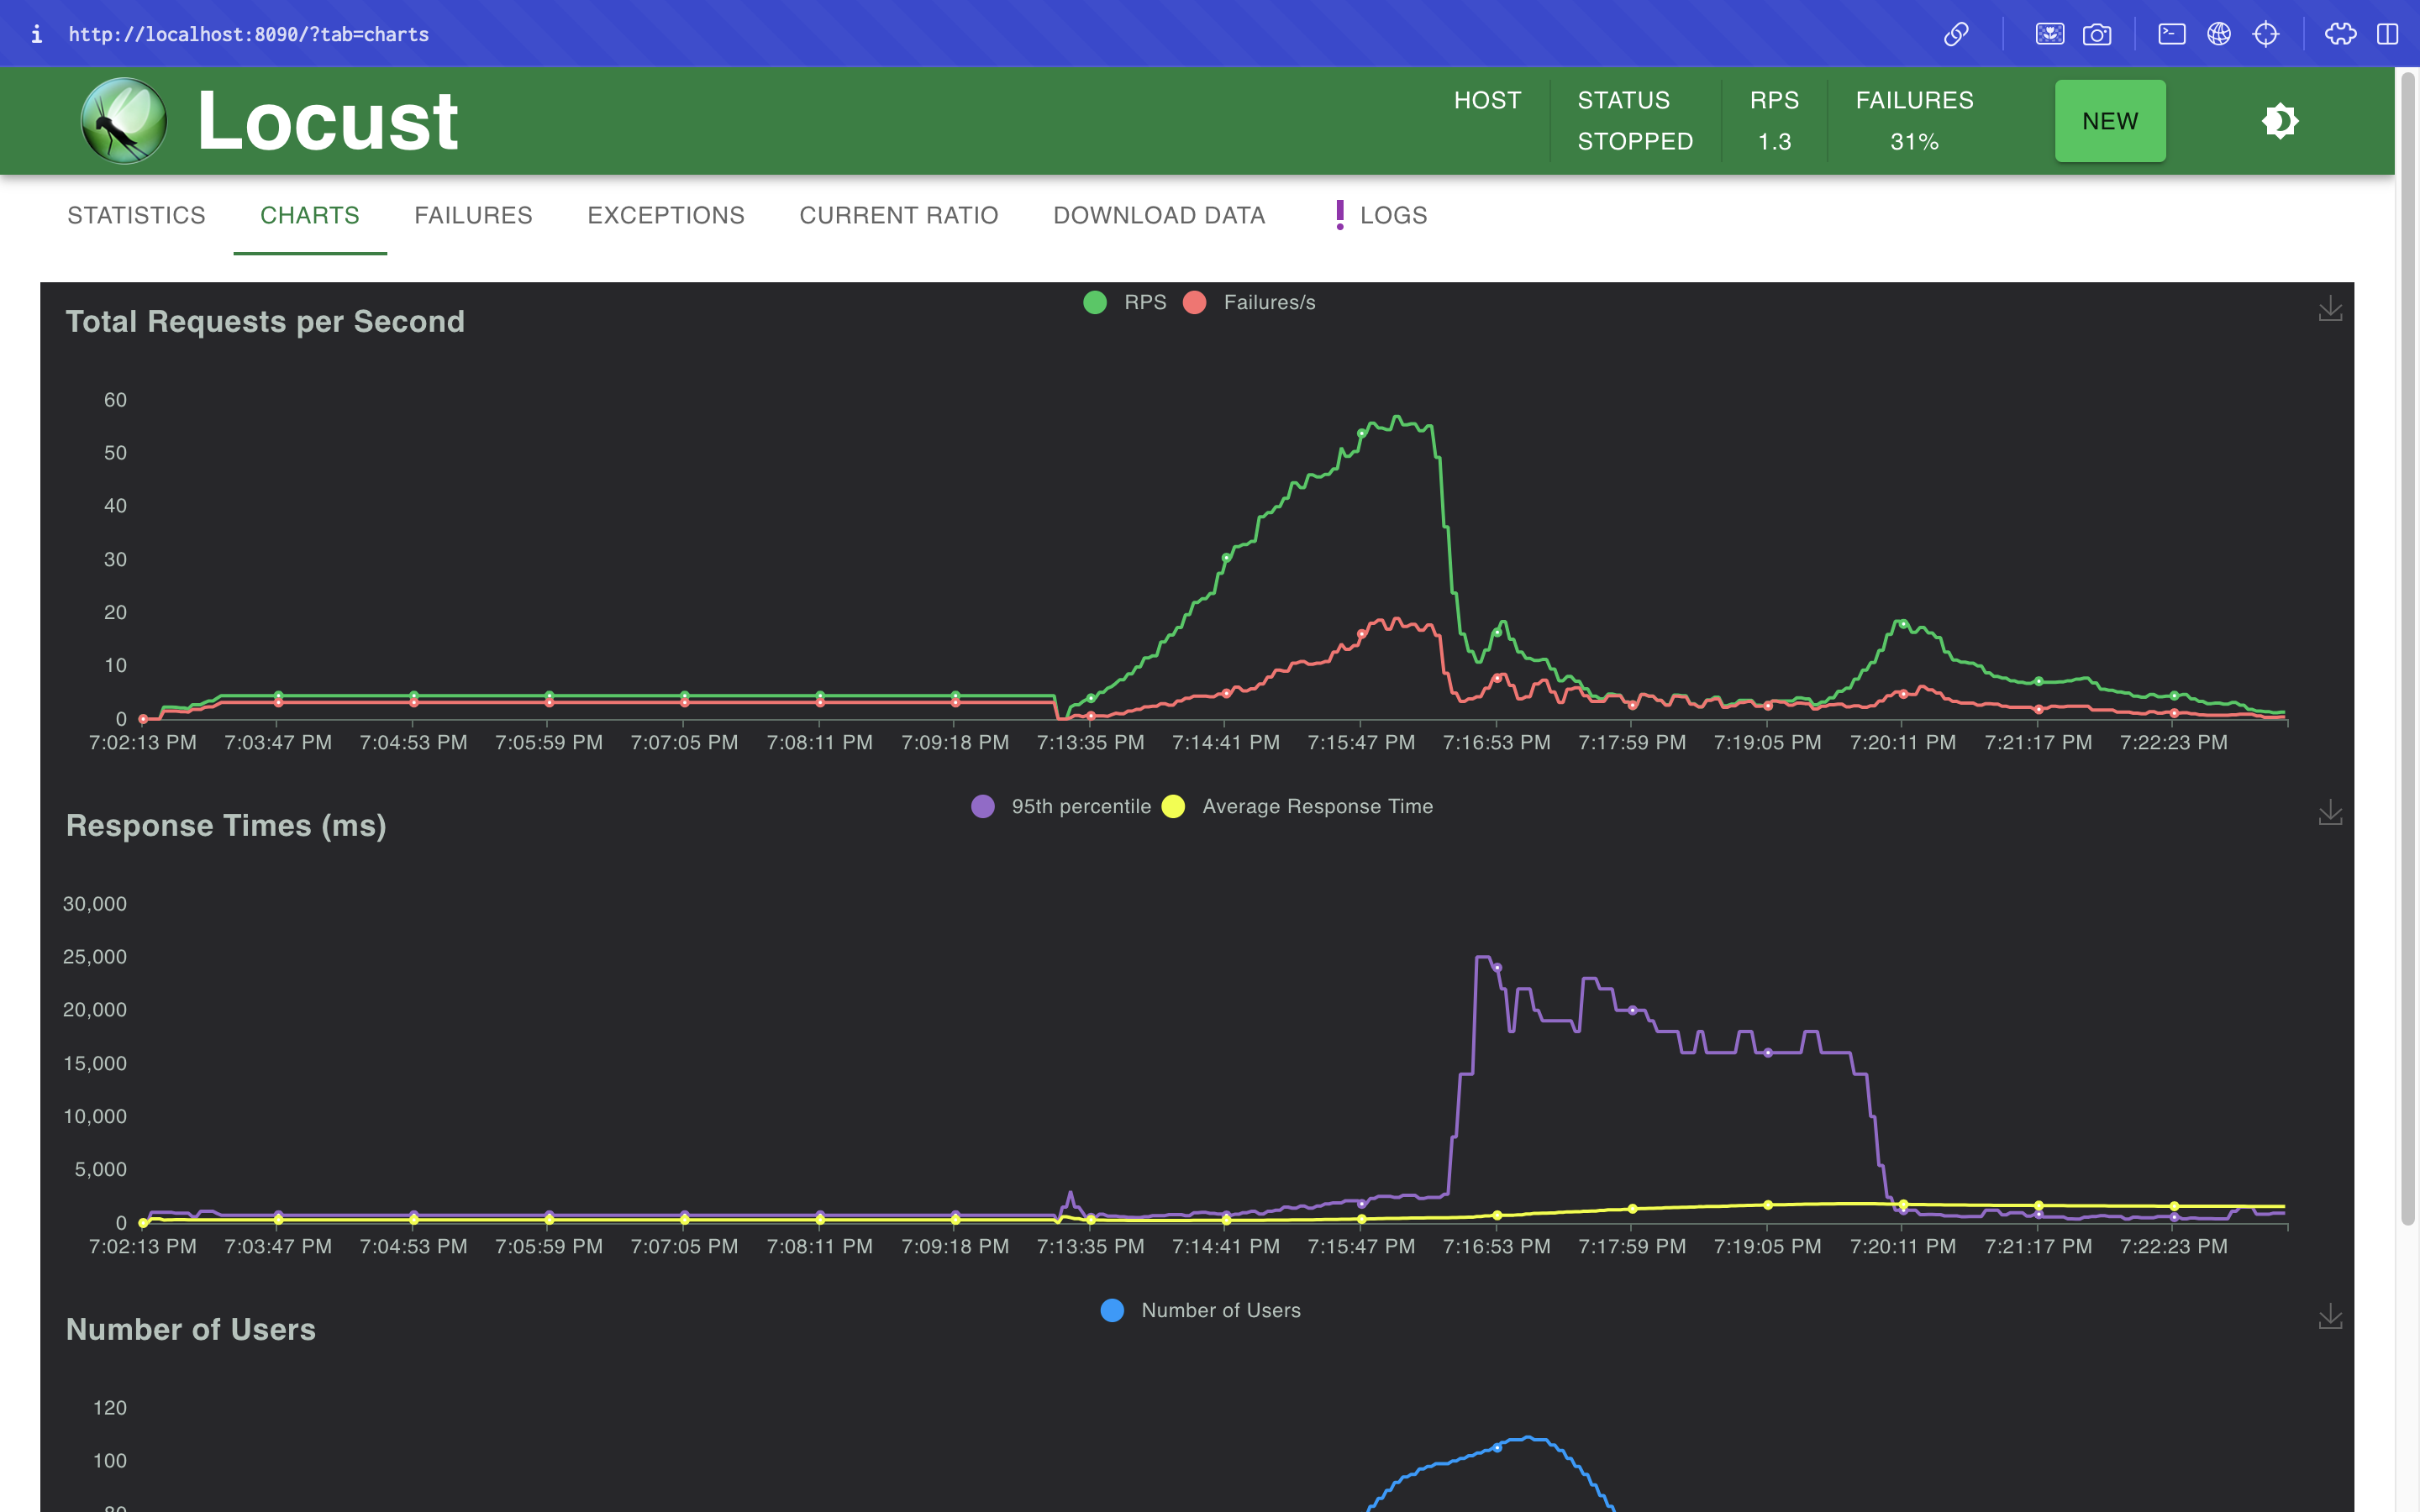 http://localhost:8090/?tab=charts
Locust
HOST
STATUS
STOPPED
RPS
1.3
FAILURES
31%
NEW
STATISTICS CHARTS FAILURES EXCEPTIONS CURRENT RATIO DOWNLOAD DATA LOGS
Total Requests per Second
RPS Failures/s
60
50
40
30
20
10
0
7:02:13 PM 7:03:47 PM 7:04:53 PM 7:05:59 PM 7:07:05 PM 7:08:11 PM 7:09:18 PM 7:13:35 PM 7:14:41 PM 7:15:47 PM 7:16:53 PM 7:17:59 PM 7:19:05 PM 7:20:11 PM 7:21:17 PM 7:22:23 PM
Response Times (ms)
95th percentile Average Response Time
30,000
25,000
20,000
15,000
10,000
5,000
0
7:02:13 PM 7:03:47 PM 7:04:53 PM 7:05:59 PM 7:07:05 PM 7:08:11 PM 7:09:18 PM 7:13:35 PM 7:14:41 PM 7:15:47 PM 7:16:53 PM 7:17:59 PM 7:19:05 PM 7:20:11 PM 7:21:17 PM 7:22:23 PM
Number of Users
Number of Users
120
100
80